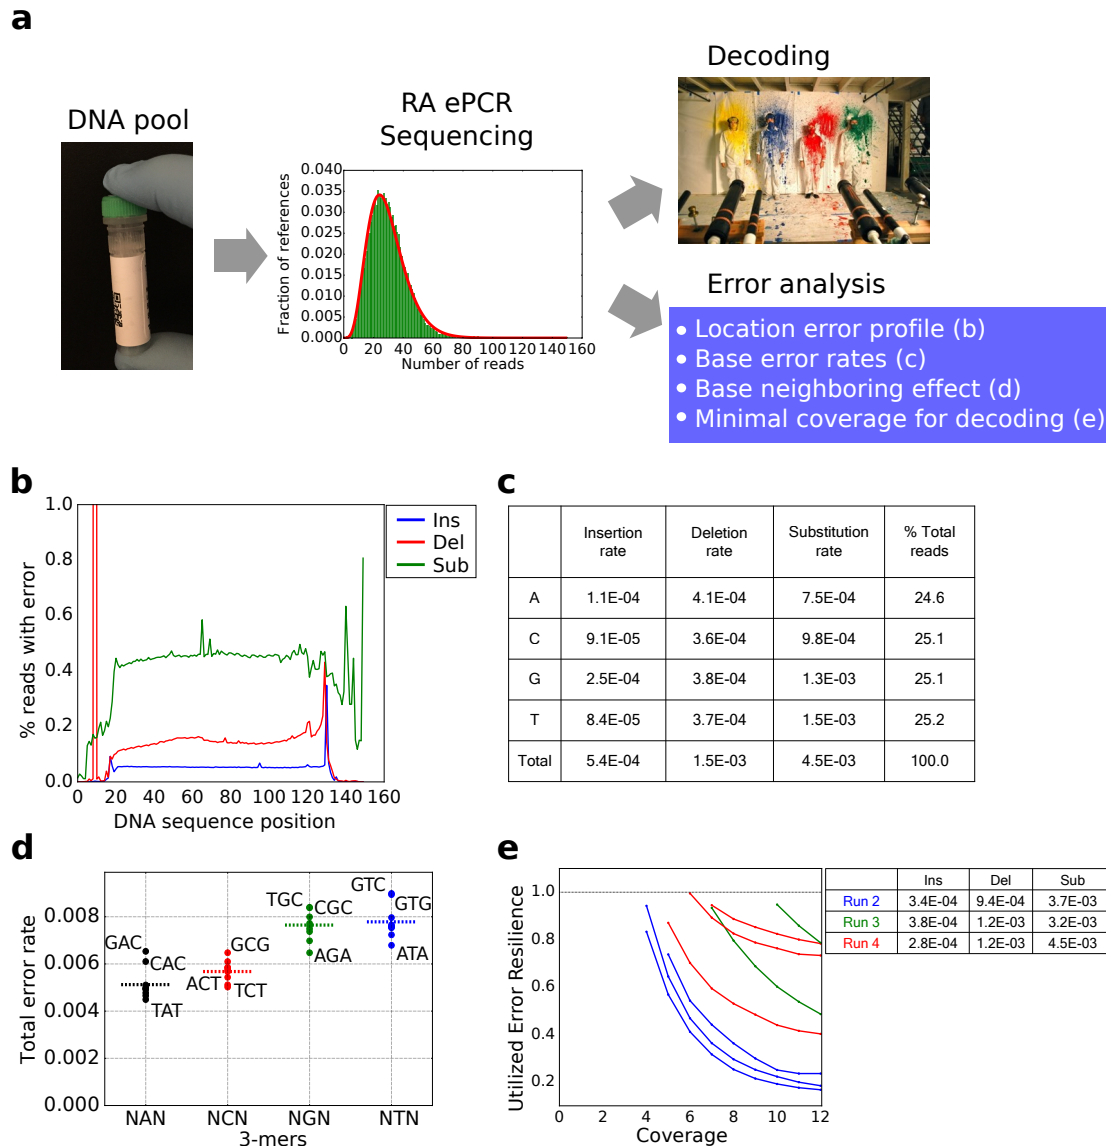 a
DNA pool
RA ePCR
Sequencing
Fraction of references
0.040
0.035
0.030
0.025
0.020
0.015
0.010
0.005
0.000
0 20 40 60 80 100 120 140 160
Number of reads
Decoding
Error analysis
• Location error profile (b)
• Base error rates (c)
• Base neighboring effect (d)
• Minimal coverage for decoding (e)
b
% reads with error
1.0
0.8
0.6
0.4
0.2
0.0
0 20 40 60 80 100 120 140 160
DNA sequence position
Ins
Del
Sub
c
Insertion rate Deletion rate Substitution rate % Total reads
A 1.1E-04 4.1E-04 7.5E-04 24.6
C 9.1E-05 3.6E-04 9.8E-04 25.1
G 2.5E-04 3.8E-04 1.3E-03 25.1
T 8.4E-05 3.7E-04 1.5E-03 25.2
Total 5.4E-04 1.5E-03 4.5E-03 100.0
d
Total error rate
0.008
0.006
0.004
0.002
0.000
GAC
CAC
TAT
GCG
ACT
TCT
TGC
CGC
AGA
GTC
GTG
ATA
NAN NCN NGN NTN
3-mers
e
Utilized Error Resilience
1.0
0.8
0.6
0.4
0.2
0 2 4 6 8 10 12
Coverage
Ins Del Sub
Run 2 3.4E-04 9.4E-04 3.7E-03
Run 3 3.8E-04 1.2E-03 3.2E-03
Run 4 2.8E-04 1.2E-03 4.5E-03